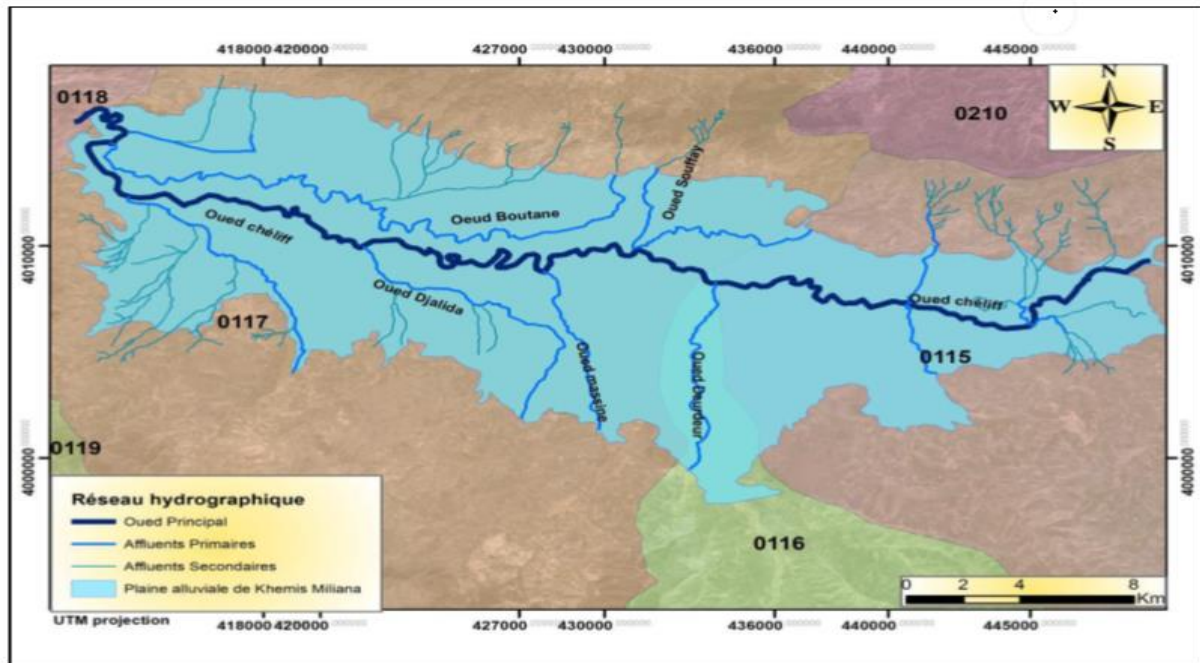 418000 420000 427000 430000 436000 440000 445000
N
W E
S
0118
0210
Oued Souffay
Oeud Boutane
Oued chéliff
4010000
4010000
Oued Djalida
Oued chéliff
0117
0115
Oued massine
Oued Deurdeur
0119
4000000
4000000
Réseau hydrographique
Oued Principal
Affluents Primaires
Affluents Secondaires
Plaine alluviale de Khemis Miliana
0116
0 2 4 8
Km
UTM projection
418000 420000 427000 430000 436000 440000 445000